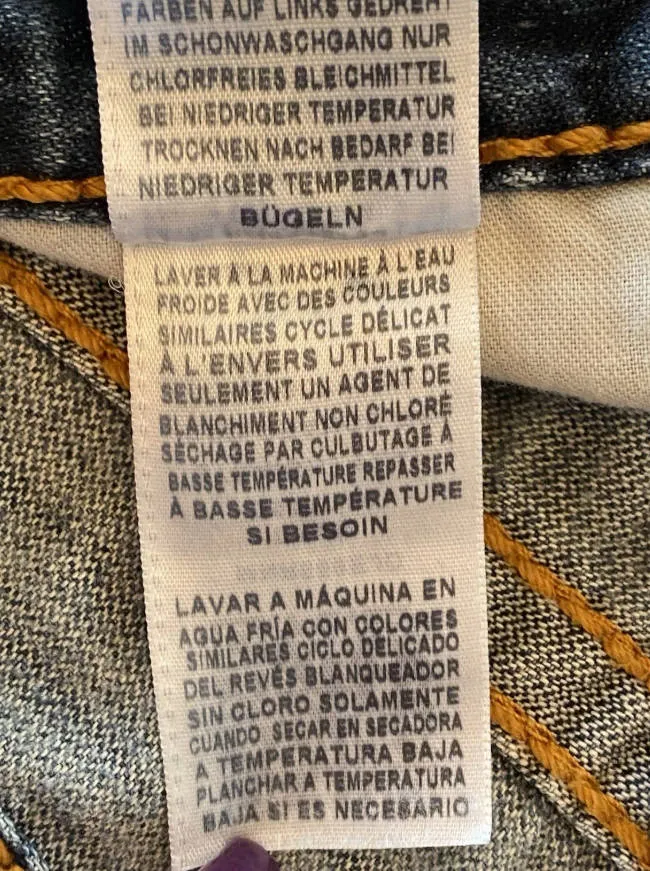 FARBEN AUF LINKS GEDREHT
IM SCHONWASCHGANG NUR
CHLORFREIES BLEICHMITTEL
BEI NIEDRIGER TEMPERATUR
TROCKNEN NACH BEDARF BEI
NIEDRIGER TEMPERATUR
BÜGELN
LAVER À LA MACHINE À L'EAU
FROIDE AVEC DES COULEURS
SIMILAIRES CYCLE DÉLICAT
À L'ENVERS UTILISER
SEULEMENT UN AGENT DE
BLANCHIMENT NON CHLORÉ
SÉCHAGE PAR CULBUTAGE À
BASSE TEMPÉRATURE REPASSER
À BASSE TEMPÉRATURE
SI BESOIN
LAVAR A MÁQUINA EN
AGUA FRÍA CON COLORES
SIMILARES CICLO DELICADO
DEL REVÉS BLANQUEADOR
SIN CLORO SOLAMENTE
CUANDO SECAR EN SECADORA
A TEMPERATURA BAJA
PLANCHAR A TEMPERATURA
BAJA SI ES NECESARIO